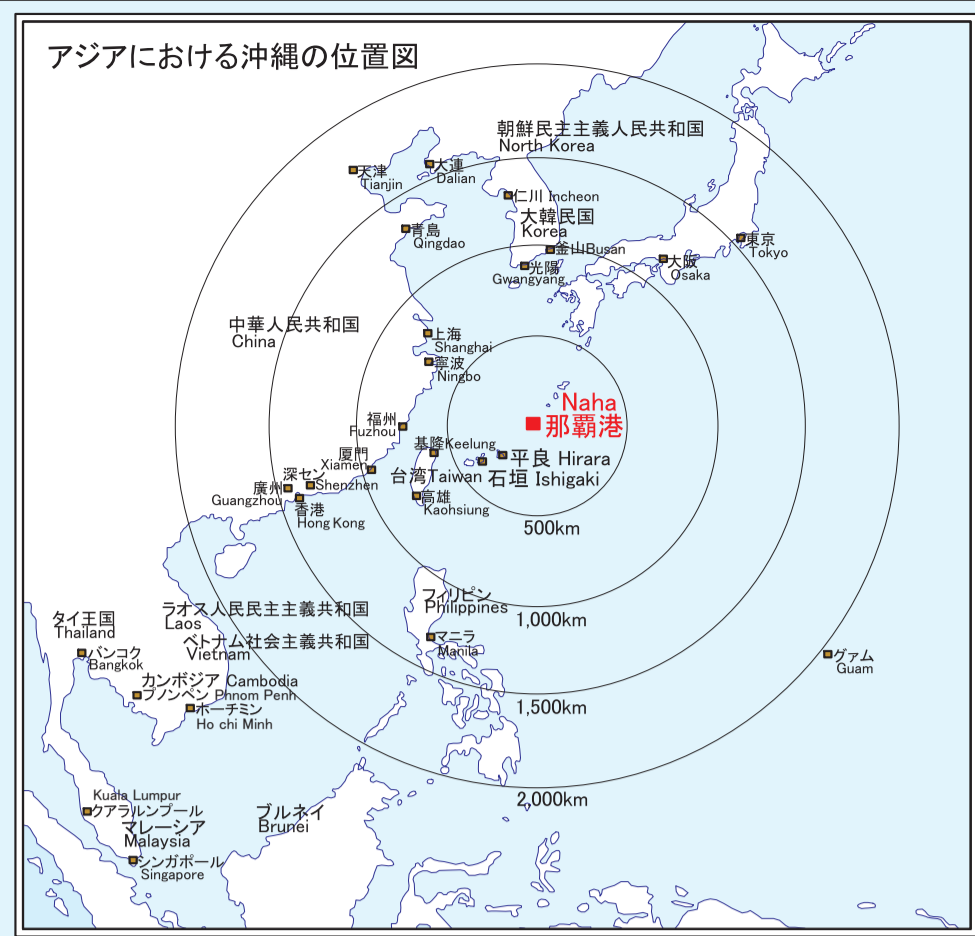 アジアにおける沖縄の位置図
朝鮮民主主義人民共和国
North Korea
天津
Tianjin
大連
Dalian
仁川 Incheon
大韓民国
Korea
青島
Qingdao
釜山Busan
光陽
Gwangyang
東京
Tokyo
大阪
Osaka
中華人民共和国
China
上海
Shanghai
寧波
Ningbo
Naha
那覇港
福州
Fuzhou
基隆Keelung
平良 Hirara
厦門
Xiamen
台湾Taiwan
石垣 Ishigaki
深セン
Shenzhen
廣州
Guangzhou
香港
Hong Kong
高雄
Kaohsiung
500km
フィリピン
Philippines
1,000km
タイ王国
Thailand
ラオス人民民主主義共和国
Laos
ベトナム社会主義共和国
Vietnam
マニラ
Manila
バンコク
Bangkok
グァム
Guam
カンボジア Cambodia
プノンペン Phnom Penh
ホーチミン
Ho chi Minh
1,500km
2,000km
Kuala Lumpur
クアラルンプール
マレーシア
Malaysia
ブルネイ
Brunei
シンガポール
Singapore